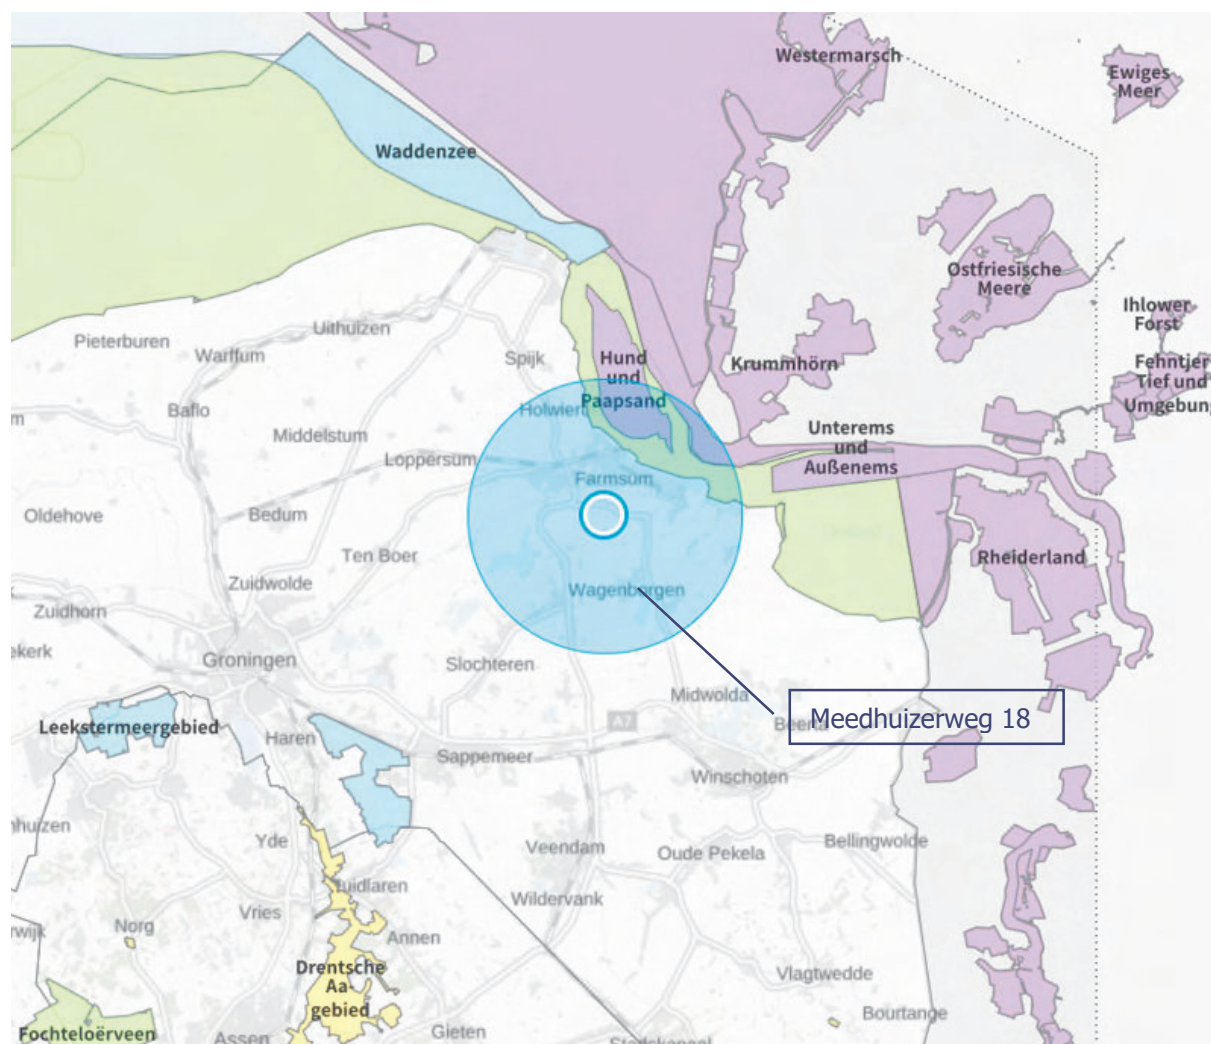 Westermarsch
Ewiges
Meer
Waddenzee
Ostfriesische
Meere
Ihlower
Forst
Pieterburen
Uithuizen
Warffum
Spijk
Hund
und
Paapsand
Krummhörn
Fehntjer
Tief und
Umgebung
Baflo
Holwierd
Middelstum
Unterems
und
Außenems
Loppersum
Farmsum
Oldehove
Bedum
Ten Boer
Rheiderland
Zuidwolde
Wagenborgen
Zuidhorn
Groningen
Slochteren
Midwolda
Meedhuizerweg 18
Beerta
A7
Leekstermeergebied
Haren
Sappemeer
Winschoten
Yde
Veendam
Oude Pekela
Bellingwolde
Zuidlaren
Wildervank
Vries
Norg
Annen
Drentsche
Aa-
gebied
Vlagtwedde
Bourtange
Fochteloërveen
Assen
Gieten
Stadskanaal